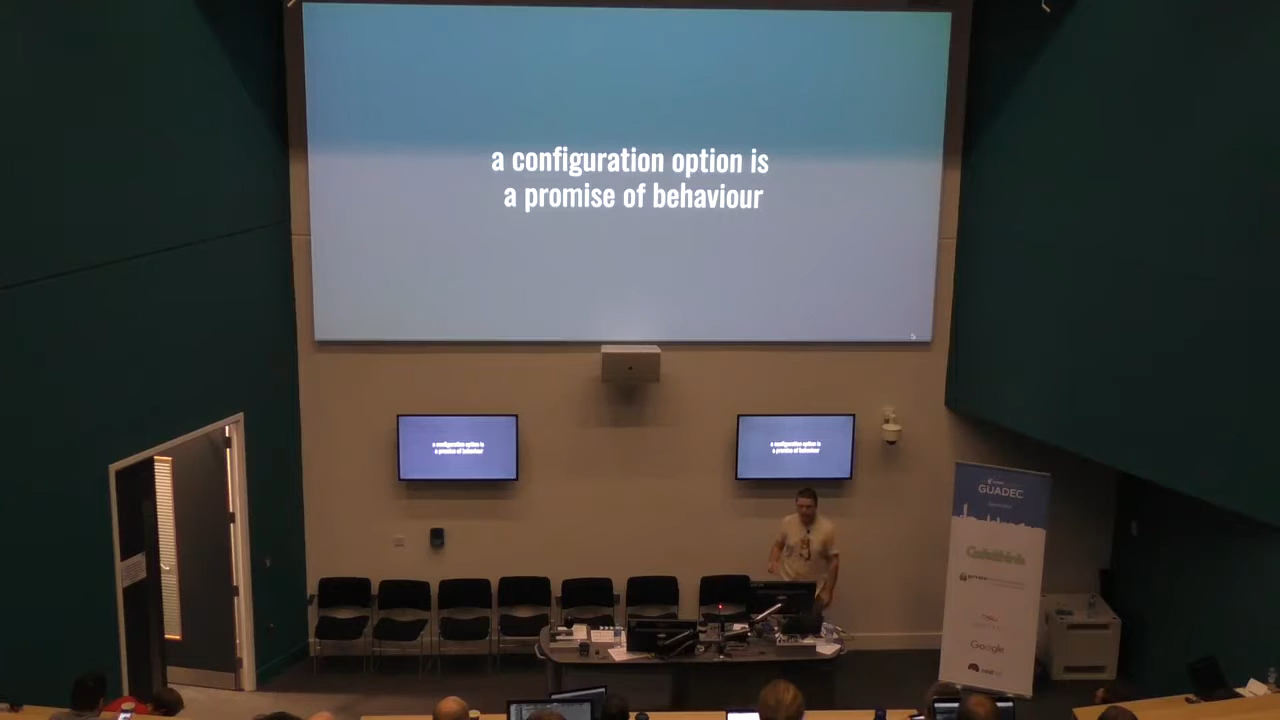 a configuration option is
a promise of behaviour
a configuration option is
a promise of behaviour
a configuration option is
a promise of behaviour
GUADEC
Codethink
Google